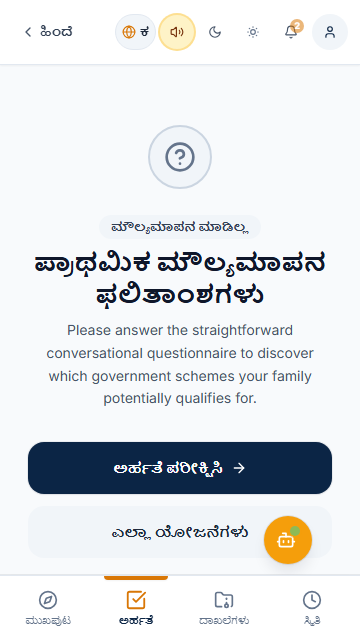 ಹಿಂದೆ
ಕ
2
ಮೌಲ್ಯಮಾಪನ ಮಾಡಿಲ್ಲ
ಪ್ರಾಥಮಿಕ ಮೌಲ್ಯಮಾಪನ
ಫಲಿತಾಂಶಗಳು
Please answer the straightforward
conversational questionnaire to discover
which government schemes your family
potentially qualifies for.
ಅರ್ಹತೆ ಪರೀಕ್ಷಿಸಿ
ಎಲ್ಲಾ ಯೋಜನೆಗಳು
ಮುಖಪುಟ
ಅರ್ಹತೆ
ದಾಖಲೆಗಳು
ಸ್ಥಿತಿ